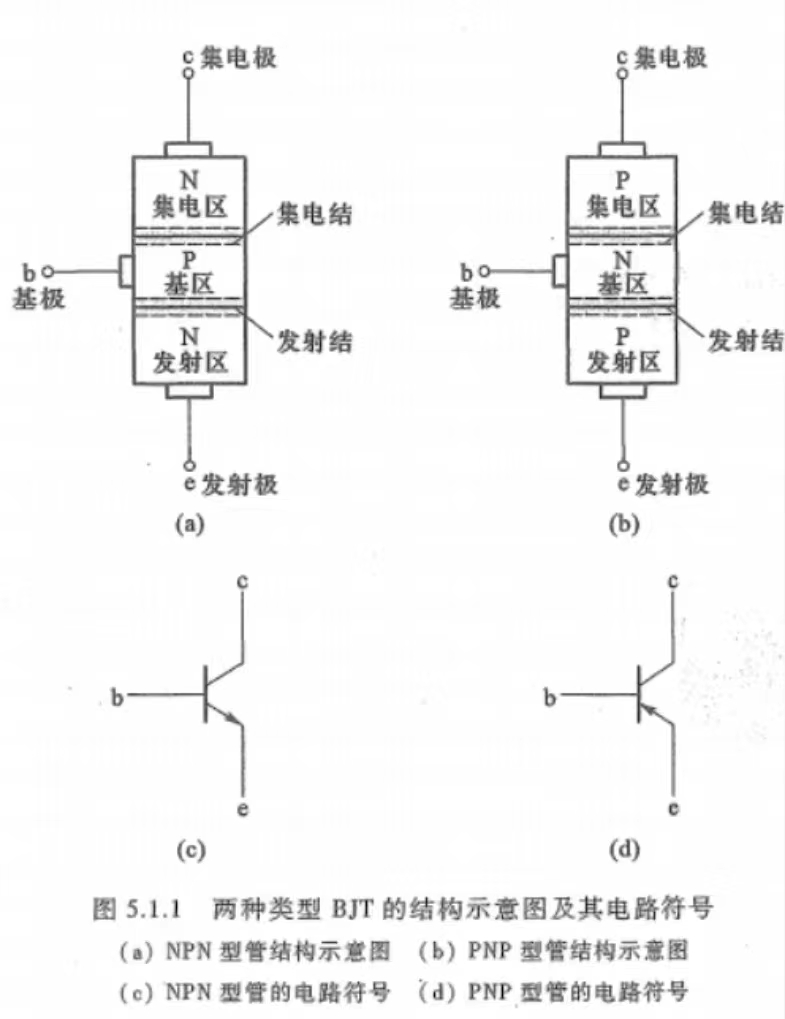 c 集电极
N
集电区
集电结
b
P
基极
基区
N
发射结
发射区
e 发射极
(a)
c 集电极
P
集电区
集电结
b
N
基极
基区
P
发射结
发射区
e 发射极
(b)
c
b
e
(c)
c
b
e
(d)
图 5.1.1 两种类型 BJT 的结构示意图及其电路符号
(a) NPN 型管结构示意图 (b) PNP 型管结构示意图
(c) NPN 型管的电路符号 (d) PNP 型管的电路符号